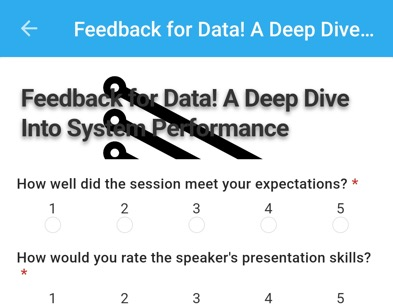 Feedback for Data! A Deep Dive...
Feedback for Data! A Deep Dive
Into System Performance
How well did the session meet your expectations? *
1 2 3 4 5
How would you rate the speaker's presentation skills?
*
1 2 3 4 5